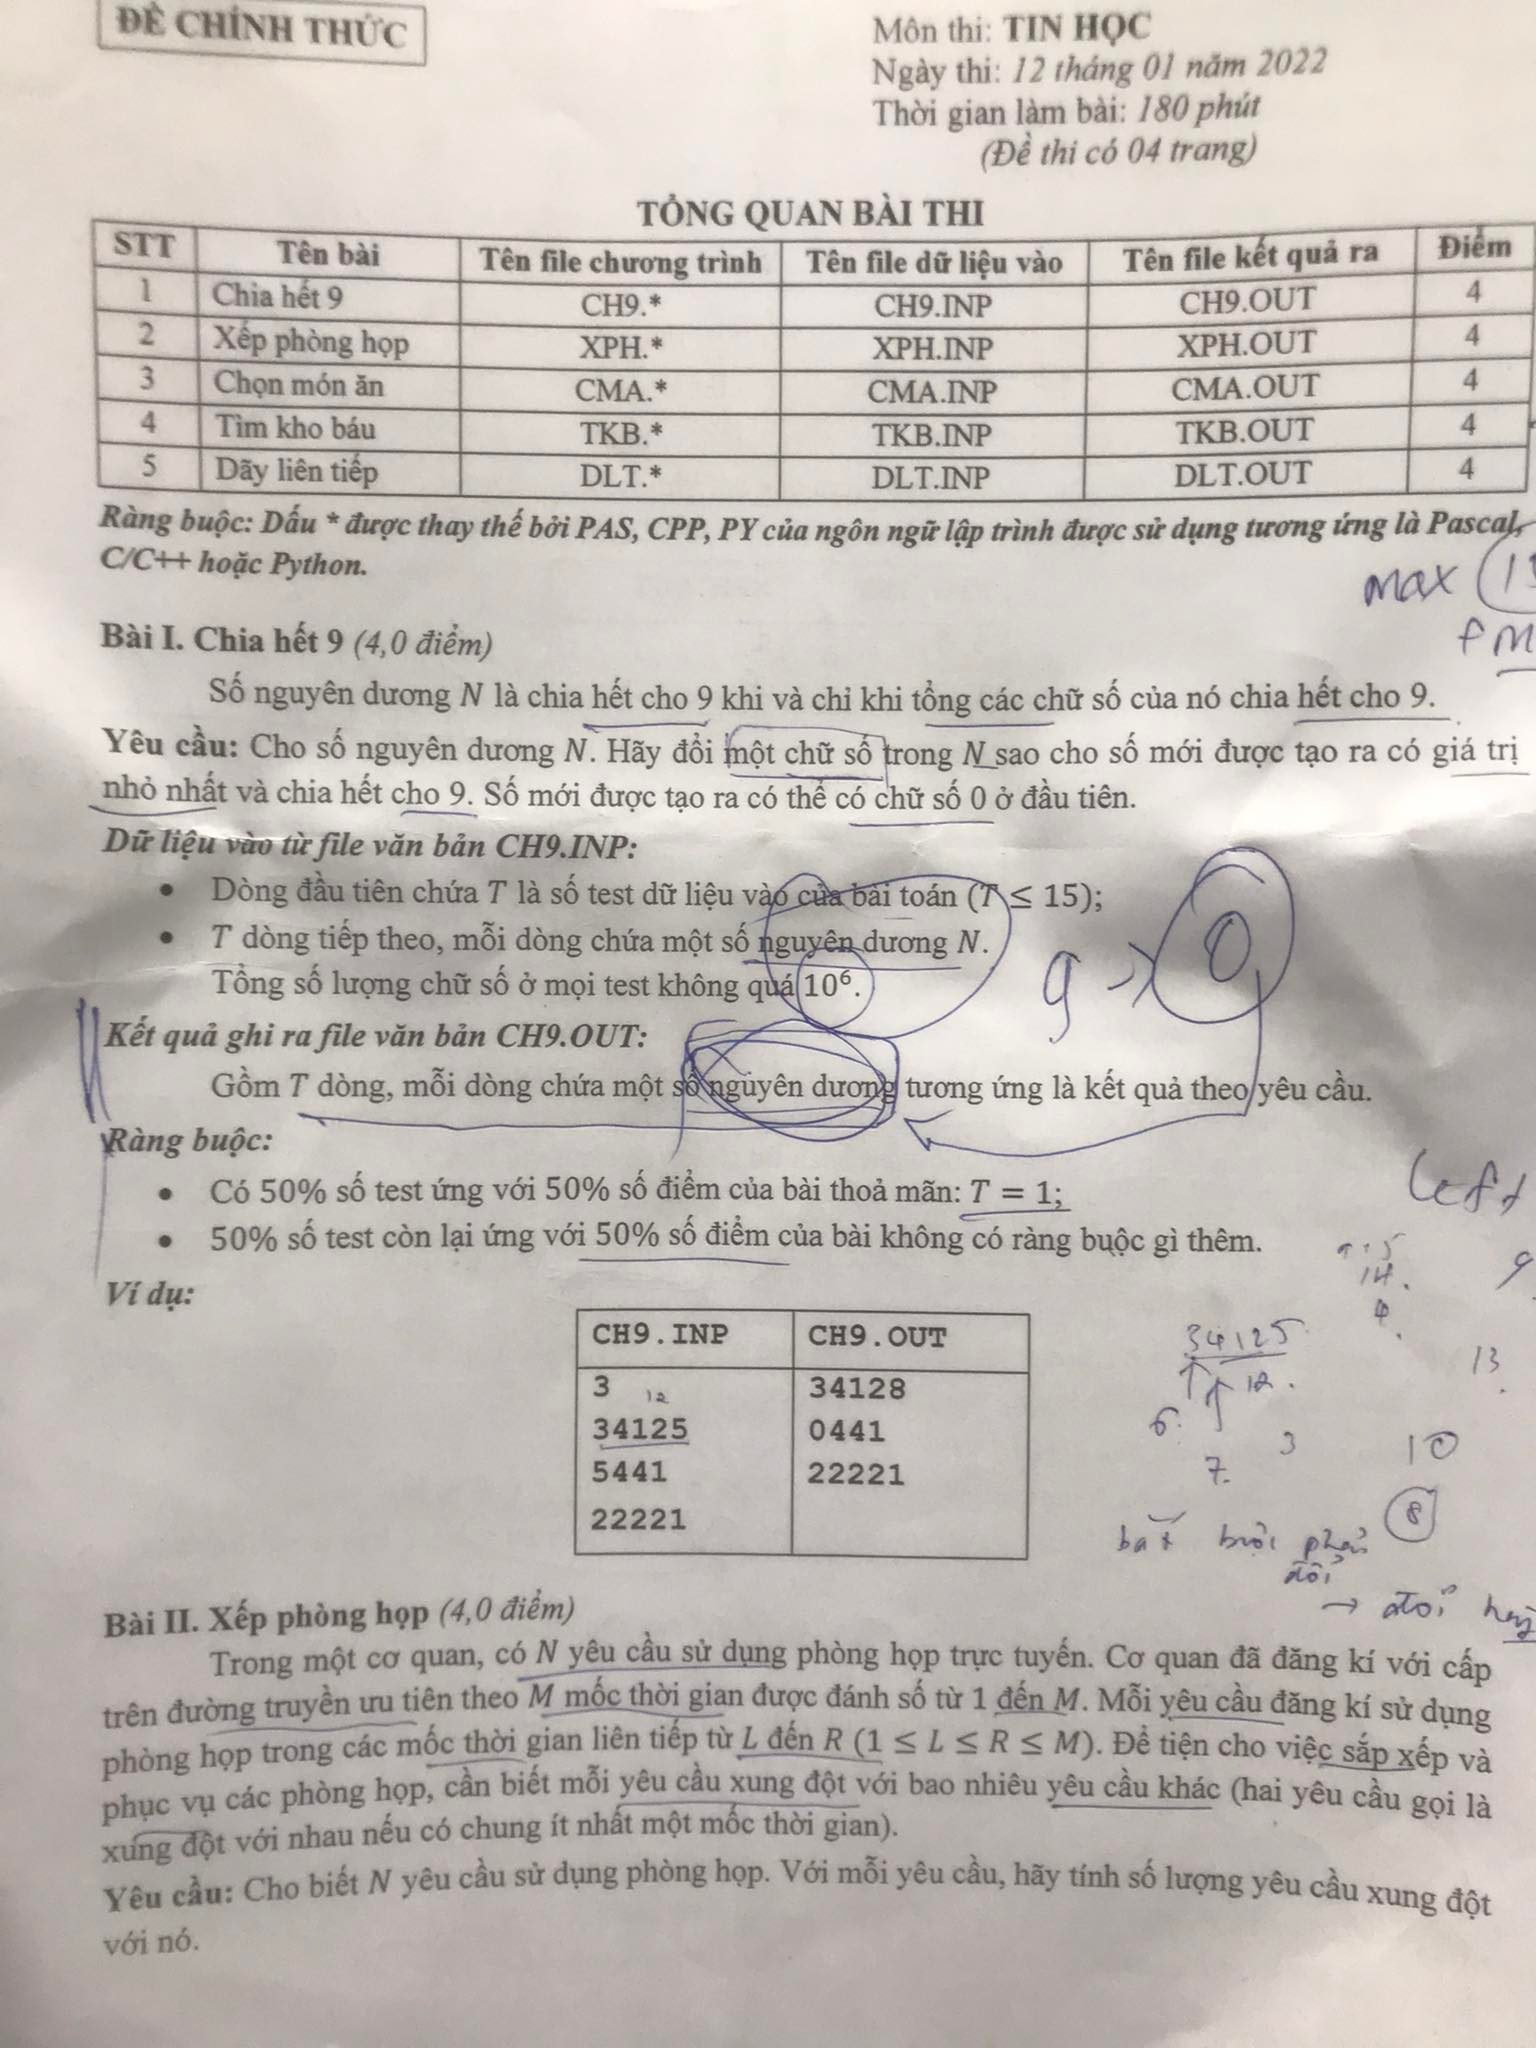 ĐỀ CHÍNH THỨC
Môn thi: TIN HỌC
Ngày thi: 12 tháng 01 năm 2022
Thời gian làm bài: 180 phút
(Đề thi có 04 trang)
TỔNG QUAN BÀI THI
STT Tên bài Tên file chương trình Tên file dữ liệu vào Tên file kết quả ra Điểm
1 Chia hết 9 CH9.* CH9.INP CH9.OUT 4
2 Xếp phòng họp XPH.* XPH.INP XPH.OUT 4
3 Chọn món ăn CMA.* CMA.INP CMA.OUT 4
4 Tìm kho báu TKB.* TKB.INP TKB.OUT 4
5 Dãy liên tiếp DLT.* DLT.INP DLT.OUT 4
Ràng buộc: Dấu * được thay thế bởi PAS, CPP, PY của ngôn ngữ lập trình được sử dụng tương ứng là Pascal,
C/C++ hoặc Python.
max
Bài I. Chia hết 9 (4,0 điểm)
Số nguyên dương N là chia hết cho 9 khi và chỉ khi tổng các chữ số của nó chia hết cho 9.
Yêu cầu: Cho số nguyên dương N. Hãy đổi một chữ số trong N sao cho số mới được tạo ra có giá trị
nhỏ nhất và chia hết cho 9. Số mới được tạo ra có thể có chữ số 0 ở đầu tiên.
Dữ liệu vào từ file văn bản CH9.INP:
• Dòng đầu tiên chứa T là số test dữ liệu vào của bài toán (T ≤ 15);
• T dòng tiếp theo, mỗi dòng chứa một số nguyên dương N.
Tổng số lượng chữ số ở mọi test không quá 10⁶.
9 → 0
Kết quả ghi ra file văn bản CH9.OUT:
Gồm T dòng, mỗi dòng chứa một số nguyên dương tương ứng là kết quả theo yêu cầu.
Ràng buộc:
• Có 50% số test ứng với 50% số điểm của bài thoả mãn: T = 1;
left
• 50% số test còn lại ứng với 50% số điểm của bài không có ràng buộc gì thêm.
Ví dụ:
14.
CH9.INP CH9.OUT
3 34128
12
34125 0441
5441 22221
22221
34125
12.
13
6.
3
7.
10
8
bắt buộc phải
đổi
→ đổi
Bài II. Xếp phòng họp (4,0 điểm)
Trong một cơ quan, có N yêu cầu sử dụng phòng họp trực tuyến. Cơ quan đã đăng kí với cấp
trên đường truyền ưu tiên theo M mốc thời gian được đánh số từ 1 đến M. Mỗi yêu cầu đăng kí sử dụng
phòng họp trong các mốc thời gian liên tiếp từ L đến R (1 ≤ L ≤ R ≤ M). Để tiện cho việc sắp xếp và
phục vụ các phòng họp, cần biết mỗi yêu cầu xung đột với bao nhiêu yêu cầu khác (hai yêu cầu gọi là
xung đột với nhau nếu có chung ít nhất một mốc thời gian).
Yêu cầu: Cho biết N yêu cầu sử dụng phòng họp. Với mỗi yêu cầu, hãy tính số lượng yêu cầu xung đột
với nó.